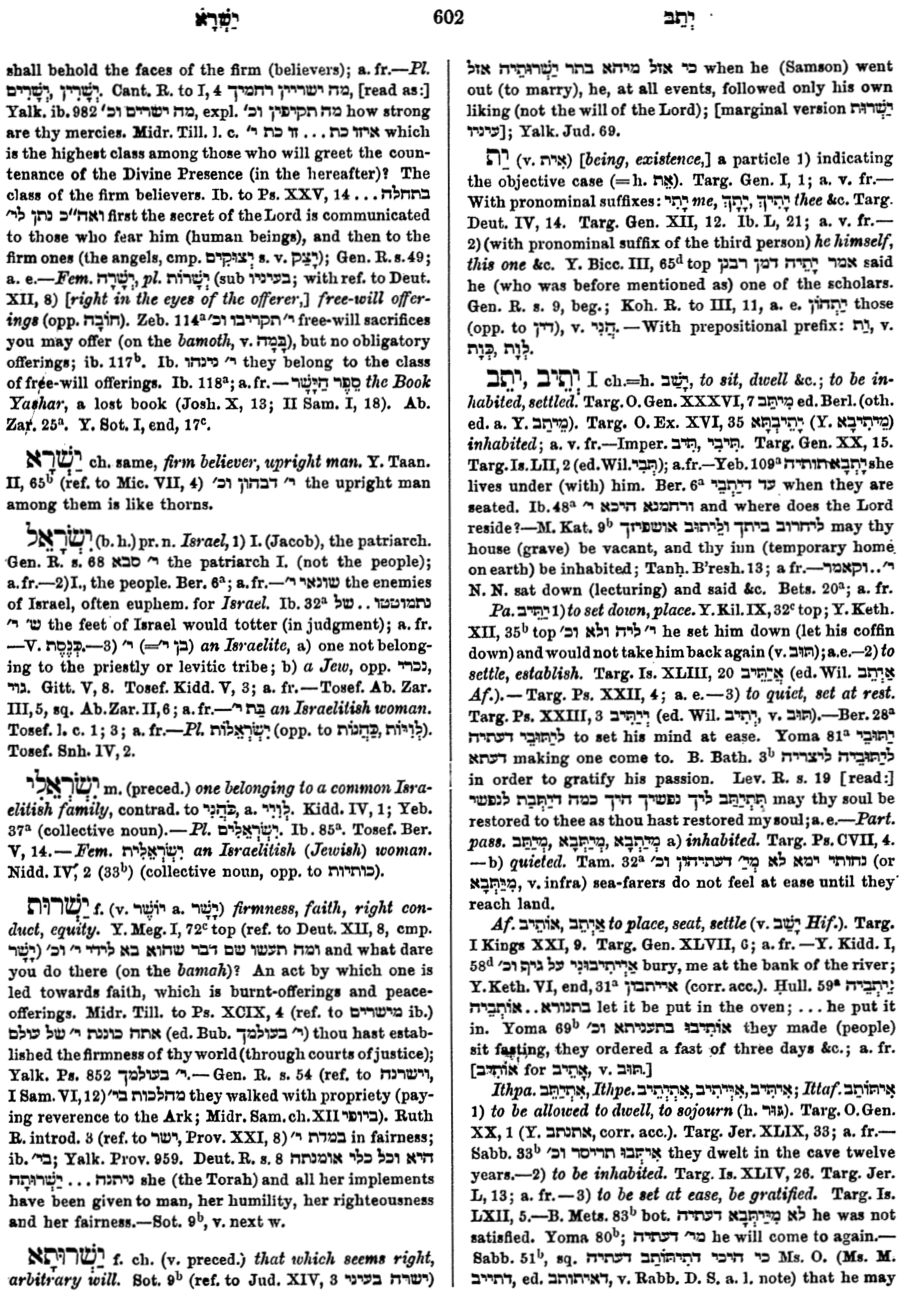 יַשְׁרָא 602 יְתַב
shall behold the faces of the firm (believers); a. fr.—Pl.
יְשָׁרִין, יְשָׁרִים. Cant. R. to I, 4 מה ישריין רחמיך, [read as:]
Yalk. ib. 982 מה ישרים וכ׳, expl. מה תקיפין וכ׳ how strong
are thy mercies. Midr. Till. l. c. איזו כת ... זו כת י׳ which
is the highest class among those who will greet the coun-
tenance of the Divine Presence (in the hereafter)? The
class of the firm believers. Ib. to Ps. XXV, 14 בתחלה...
ואח״כ נתן לי׳ first the secret of the Lord is communicated
to those who fear him (human beings), and then to the
firm ones (the angels, cmp. יצוקים s. v. יָצַק); Gen. R. s. 49;
a. e.—Fem. יְשָׁרָה, pl. יְשָׁרוֹת (sub בעיניו; with ref. to Deut.
XII, 8) [right in the eyes of the offerer,] free-will offer-
ings (opp. חוֹבָה). Zeb. 114ᵃ י׳ תקריבו וכ׳ free-will sacrifices
you may offer (on the bamoth, v. בָּמָה), but no obligatory
offerings; ib. 117ᵇ. Ib. י׳ נינהו they belong to the class
of free-will offerings. Ib. 118ᵃ; a. fr.—סֵפֶר הַיָּשָׁר the Book
Yashar, a lost book (Josh. X, 13; II Sam. I, 18). Ab.
Zar. 25ᵃ. Y. Sot. I, end, 17ᶜ.
יַשְׁרָא ch. same, firm believer, upright man. Y. Taan.
II, 65ᵇ (ref. to Mic. VII, 4) י׳ דבהון וכ׳ the upright man
among them is like thorns.
יִשְׂרָאֵל (b. h.) pr. n. Israel, 1) I. (Jacob), the patriarch.
Gen. R. s. 68 י׳ סבא the patriarch I. (not the people);
a. fr.—2) I., the people. Ber. 6ᵃ; a. fr.—שונאי י׳ the enemies
of Israel, often euphem. for Israel. Ib. 32ᵃ נתמוטטו .. של
ש׳ י׳ the feet of Israel would totter (in judgment); a. fr.
—V. כְּנֶסֶת.—3) (=י׳ בן) י׳ an Israelite, a) one not belong-
ing to the priestly or levitic tribe; b) a Jew, opp. נכרי,
גוי. Gitt. V, 8. Tosef. Kidd. V, 3; a. fr.—Tosef. Ab. Zar.
III, 5, sq. Ab. Zar. II, 6; a. fr.—בַּת י׳ an Israelitish woman.
Tosef. l. c. 1; 3; a. fr.—Pl. יִשְׂרְאֵלוֹת (opp. to לְוִיּוֹת, כֹּהֲנוֹת).
Tosef. Snh. IV, 2.
יִשְׂרְאֵלִי m. (preced.) one belonging to a common Isra-
elitish family, contrad. to כֹּהֲנִי a. לְוִיִּי. Kidd. IV, 1; Yeb.
37ᵃ (collective noun).—Pl. יִשְׂרְאֵלִים. Ib. 85ᵃ. Tosef. Ber.
V, 14.—Fem. יִשְׂרְאֵלִית an Israelitish (Jewish) woman.
Nidd. IV, 2 (33ᵇ) (collective noun, opp. to כותיות).
יַשְׁרוּת f. (v. יוֹשֶׁר a. יָשָׁר) firmness, faith, right con-
duct, equity. Y. Meg. I, 72ᶜ top (ref. to Deut. XII, 8, cmp.
יָשָׁר) ומה תעשו שם דבר שהוא בא לידי י׳ וכ׳ and what dare
you do there (on the bamah)? An act by which one is
led towards faith, which is burnt-offerings and peace-
offerings. Midr. Till. to Ps. XCIX, 4 (ref. to מישרים ib.)
אתה כוננת י׳ של עולם (ed. Bub. י׳ בעולמך) thou hast estab-
lished the firmness of thy world (through courts of justice);
Yalk. Ps. 852 י׳ בעולמך.—Gen. R. s. 54 (ref. to וישרנה,
I Sam. VI, 12) מהלכות בי׳ they walked with propriety (pay-
ing reverence to the Ark; Midr. Sam. ch. XII ביופי). Ruth
R. introd. 3 (ref. to ישר, Prov. XXI, 8) במדת י׳ in fairness;
ib. בי׳; Yalk. Prov. 959. Deut. R. s. 8 היא וכל כלי אומנתה
ניתנה ... יַשְׁרוּתָהּ she (the Torah) and all her implements
have been given to man, her humility, her righteousness
and her fairness.—Sot. 9ᵇ, v. next w.
יַשְׁרוּתָא f. ch. (v. preced.) that which seems right,
arbitrary will. Sot. 9ᵇ (ref. to Jud. XIV, 3 ישרה בעיני)
כי אזל מיהא בתר יַשְׁרוּתֵיהּ אזל when he (Samson) went
out (to marry), he, at all events, followed only his own
liking (not the will of the Lord); [marginal version יַשְׁרוּת
עיניו]; Yalk. Jud. 69.
יָת (v. אִית) [being, existence,] a particle 1) indicating
the objective case (=h. אֶת). Targ. Gen. I, 1; a. v. fr.—
With pronominal suffixes: יָתִי me, יָתָךְ, יָתִיךְ thee &c. Targ.
Deut. IV, 14. Targ. Gen. XII, 12. Ib. L, 21; a. v. fr.—
2) (with pronominal suffix of the third person) he himself,
this one &c. Y. Bicc. III, 65ᵈ top אמר יָתֵיהּ דמן רבנן said
he (who was before mentioned as) one of the scholars.
Gen. R. s. 9, beg.; Koh. R. to III, 11, a. e. יָתְהוֹן those
(opp. to דין), v. הֲנֵי.—With prepositional prefix: וָת, v.
לְוָת, כְּוָת.
יְתֵיב, יְתַב I ch.=h. יָשַׁב, to sit, dwell &c.; to be in-
habited, settled. Targ. O. Gen. XXXVI, 7 מִיתַּב ed. Berl. (oth.
ed. a. Y. מֵיתַב). Targ. O. Ex. XVI, 35 יָתֵיבְתָּא (Y. מֵיתִיבָא)
inhabited; a. v. fr.—Imper. תִּיב, תִּיבִי. Targ. Gen. XX, 15.
Targ. Is. LII, 2 (ed. Wil. תְּבִי); a. fr.—Yeb. 109ᵃ יָתְבָא תותיה she
lives under (with) him. Ber. 6ᵃ עד דְיָתְבֵי when they are
seated. Ib. 48ᵃ ורחמנא היכא י׳ and where does the Lord
reside?—M. Kat. 9ᵇ ליחרוב ביתך ולֵיתוּב אושפיזך may thy
house (grave) be vacant, and thy inn (temporary home
on earth) be inhabited; Tanḥ. B'resh. 13; a fr.—י׳..וקאמר
N. N. sat down (lecturing) and said &c. Bets. 20ᵃ; a. fr.
Pa. יַתֵּיב 1) to set down, place. Y. Kil. IX, 32ᶜ top; Y. Keth.
XII, 35ᵇ top י׳ ליה ולא וכ׳ he set him down (let his coffin
down) and would not take him back again (v. תּוּב); a. e.—2) to
settle, establish. Targ. Is. XLIII, 20 אֲיַתֵּיב (ed. Wil. אֵיתֵב
Af.).—Targ. Ps. XXII, 4; a. e.—3) to quiet, set at rest.
Targ. Ps. XXIII, 3 יְיַתֵּיב (ed. Wil. יְתִיב, v. תּוּב).—Ber. 28ᵃ
לְיַתּוּבֵי דעתיה to set his mind at ease. Yoma 81ᵃ יַתּוּבֵי
דעתא making one come to. B. Bath. 3ᵇ לְיַתּוּבֵיהּ ליצריה
in order to gratify his passion. Lev. R. s. 19 [read:]
תִּתְיַתַּב ליך נפשיך היך כמה דיַתֵּבְתְּ לנפשי may thy soul be
restored to thee as thou hast restored my soul; a. e.—Part.
pass. מְיַתַּב, מְיַתְּבָא, מִיַתְבָא a) inhabited. Targ. Ps. CVII, 4.
—b) quieted. Tam. 32ᵃ נחותי ימא לא מְי׳ דעתיהון וכ׳ (or
מְיַתְּבָא, v. infra) sea-farers do not feel at ease until they
reach land.
Af. אֵיתֵב, אוֹתֵיב to place, seat, settle (v. יָשַׁב Hif.). Targ.
I Kings XXI, 9. Targ. Gen. XLVII, 6; a. fr.—Y. Kidd. I,
58ᵈ אַיְיתִיבוּנִי על גיף וכ׳ bury, me at the bank of the river;
Y. Keth. VI, end, 31ᵃ אייתבון (corr. acc.). Ḥull. 59ᵃ נִיתְבֵיהּ
בתנורא..אוֹתְבֵיהּ let it be put in the oven; ... he put it
in. Yoma 69ᵇ אוֹתִיבוּ בתעניתא וכ׳ they made (people)
sit fasting, they ordered a fast of three days &c.; a. fr.
[אוֹתִיב for אָתֵיב, v. תּוּב.]
Ithpa. אִתְיַתַּב, Ithpe. אִתְיְתֵיב, אִיְּתֵיב, אִיתִיב; Ittaf. אִיתּוֹתַב
1) to be allowed to dwell, to sojourn (h. גּוּר). Targ. O. Gen.
XX, 1 (Y. אתנתב, corr. acc.). Targ. Jer. XLIX, 33; a. fr.—
Sabb. 33ᵇ אִיתְבוּ תריסר וכ׳ they dwelt in the cave twelve
years.—2) to be inhabited. Targ. Is. XLIV, 26. Targ. Jer.
L, 13; a. fr.—3) to be set at ease, be gratified. Targ. Is.
LXII, 5.—B. Mets. 83ᵇ bot. לא מְיַיתְּבָא דעתיה he was not
satisfied. Yoma 80ᵇ; מי׳ דעתיה he will come to again.—
Sabb. 51ᵇ, sq. כי היכי דתִיתּוֹתַב דעתיה Ms. O. (Ms. M.
דתייב, ed. דאיתותב, v. Rabb. D. S. a. l. note) that he may